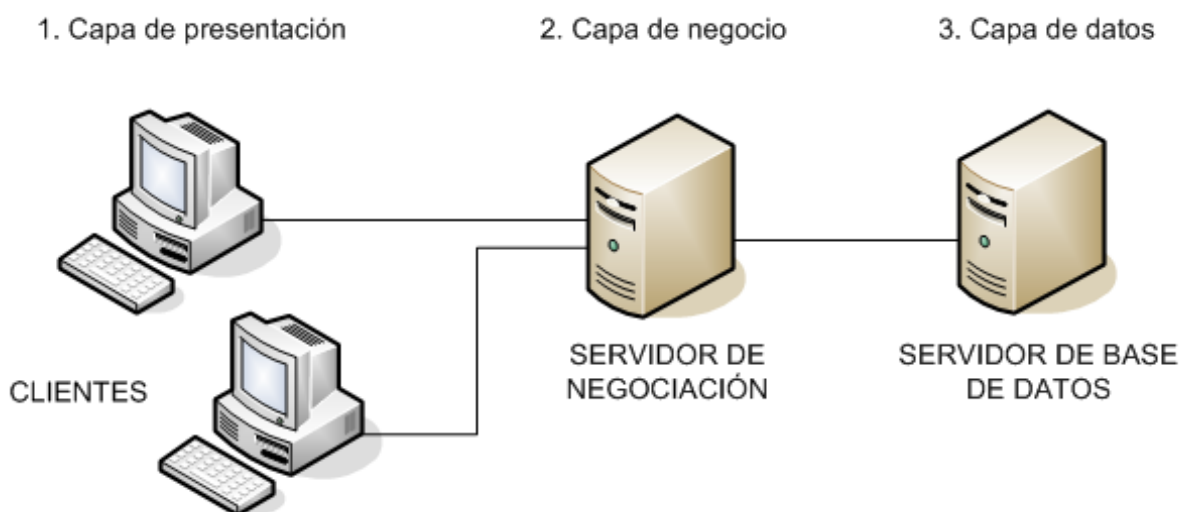 1. Capa de presentación
2. Capa de negocio
3. Capa de datos
CLIENTES
SERVIDOR DE
NEGOCIACIÓN
SERVIDOR DE BASE
DE DATOS